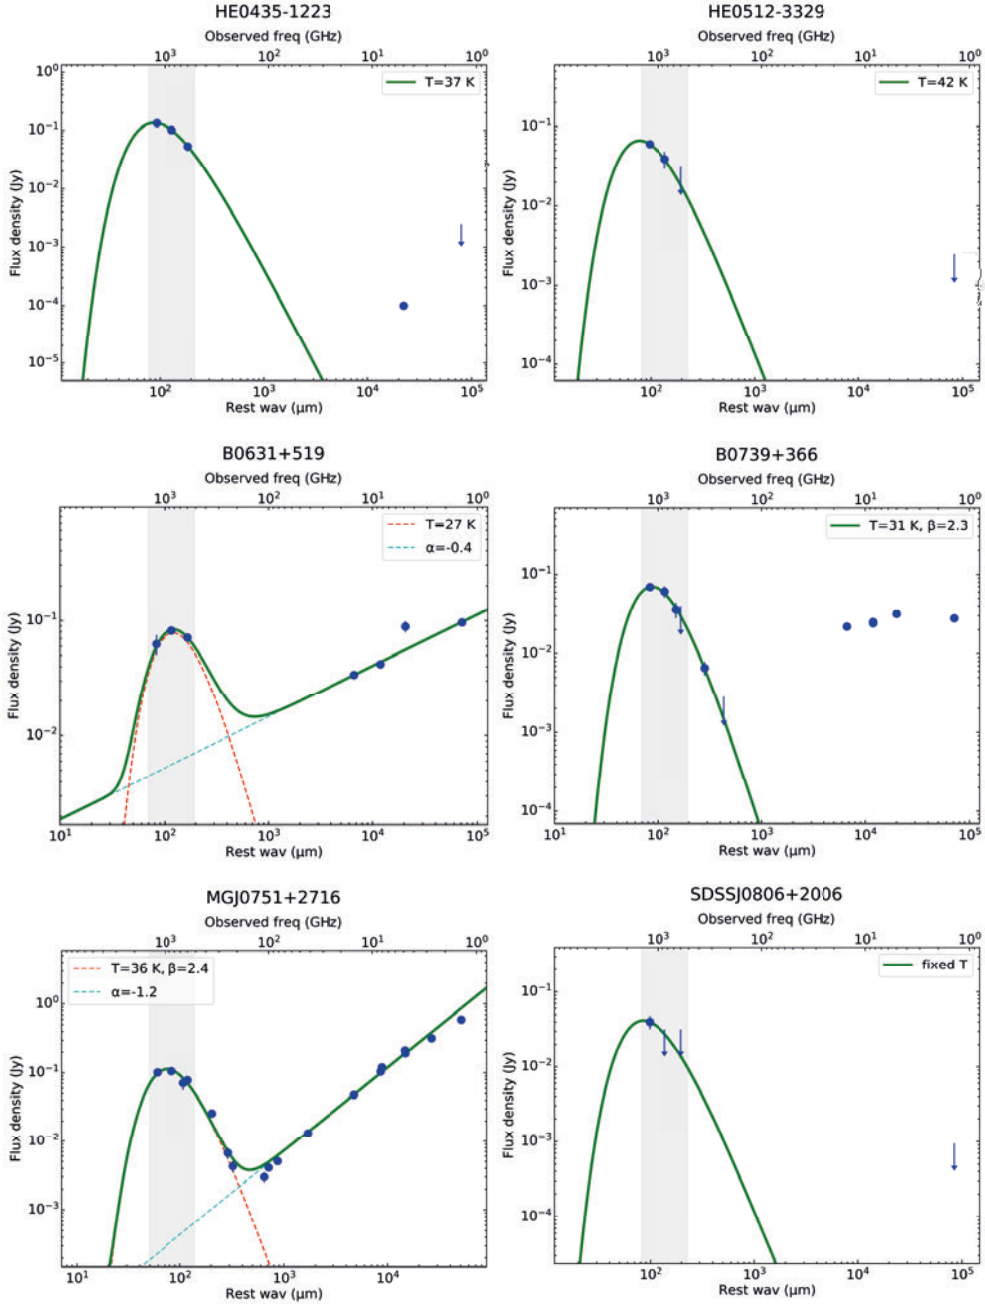 HE0435-1223
Observed freq (GHz)
10³ 10² 10¹ 10⁰
T=37 K
10⁰
10⁻¹
10⁻²
10⁻³
10⁻⁴
10⁻⁵
Flux density (Jy)
10² 10³ 10⁴ 10⁵
Rest wav (μm)
HE0512-3329
Observed freq (GHz)
10³ 10² 10¹ 10⁰
T=42 K
10⁻¹
10⁻²
10⁻³
10⁻⁴
Flux density (Jy)
10² 10³ 10⁴ 10⁵
Rest wav (μm)
B0631+519
Observed freq (GHz)
10³ 10² 10¹ 10⁰
T=27 K
α=-0.4
10⁻¹
10⁻²
Flux density (Jy)
10¹ 10² 10³ 10⁴ 10⁵
Rest wav (μm)
B0739+366
Observed freq (GHz)
10³ 10² 10¹ 10⁰
T=31 K, β=2.3
10⁻¹
10⁻²
10⁻³
10⁻⁴
Flux density (Jy)
10¹ 10² 10³ 10⁴ 10⁵
Rest wav (μm)
MGJ0751+2716
Observed freq (GHz)
10³ 10² 10¹ 10⁰
T=36 K, β=2.4
α=-1.2
10⁰
10⁻¹
10⁻²
10⁻³
Flux density (Jy)
10¹ 10² 10³ 10⁴
Rest wav (μm)
SDSSJ0806+2006
Observed freq (GHz)
10³ 10² 10¹ 10⁰
fixed T
10⁻¹
10⁻²
10⁻³
10⁻⁴
Flux density (Jy)
10² 10³ 10⁴ 10⁵
Rest wav (μm)